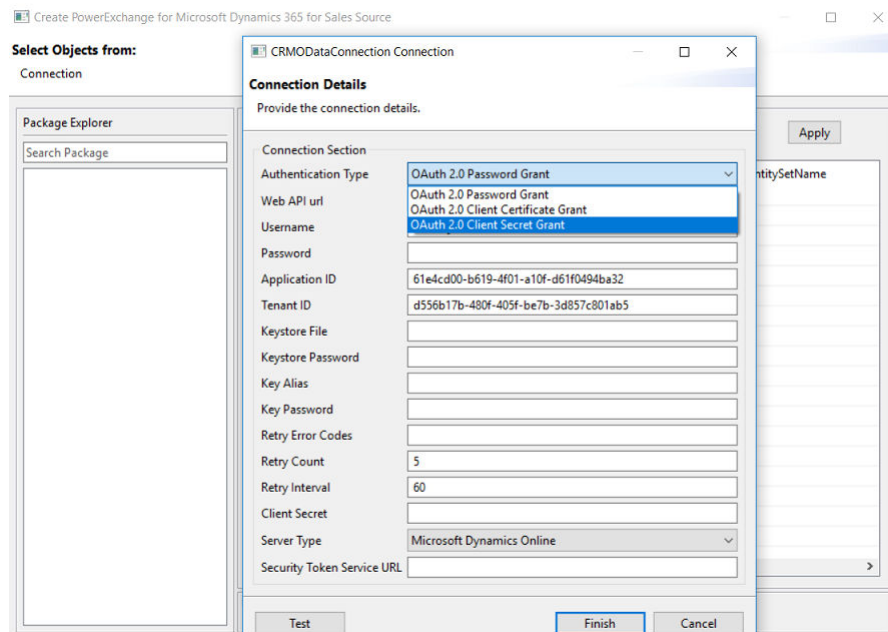 Create PowerExchange for Microsoft Dynamics 365 for Sales Source
Select Objects from:
Connection
Package Explorer
Search Package
Apply
ntitySetName
CRMODataConnection Connection
Connection Details
Provide the connection details.
Connection Section
Authentication Type OAuth 2.0 Password Grant
OAuth 2.0 Password Grant
OAuth 2.0 Client Certificate Grant
OAuth 2.0 Client Secret Grant
Web API url
Username
Password
Application ID 61e4cd00-b619-4f01-a10f-d61f0494ba32
Tenant ID d556b17b-480f-405f-be7b-3d857c801ab5
Keystore File
Keystore Password
Key Alias
Key Password
Retry Error Codes
Retry Count 5
Retry Interval 60
Client Secret
Server Type Microsoft Dynamics Online
Security Token Service URL
Test Finish Cancel